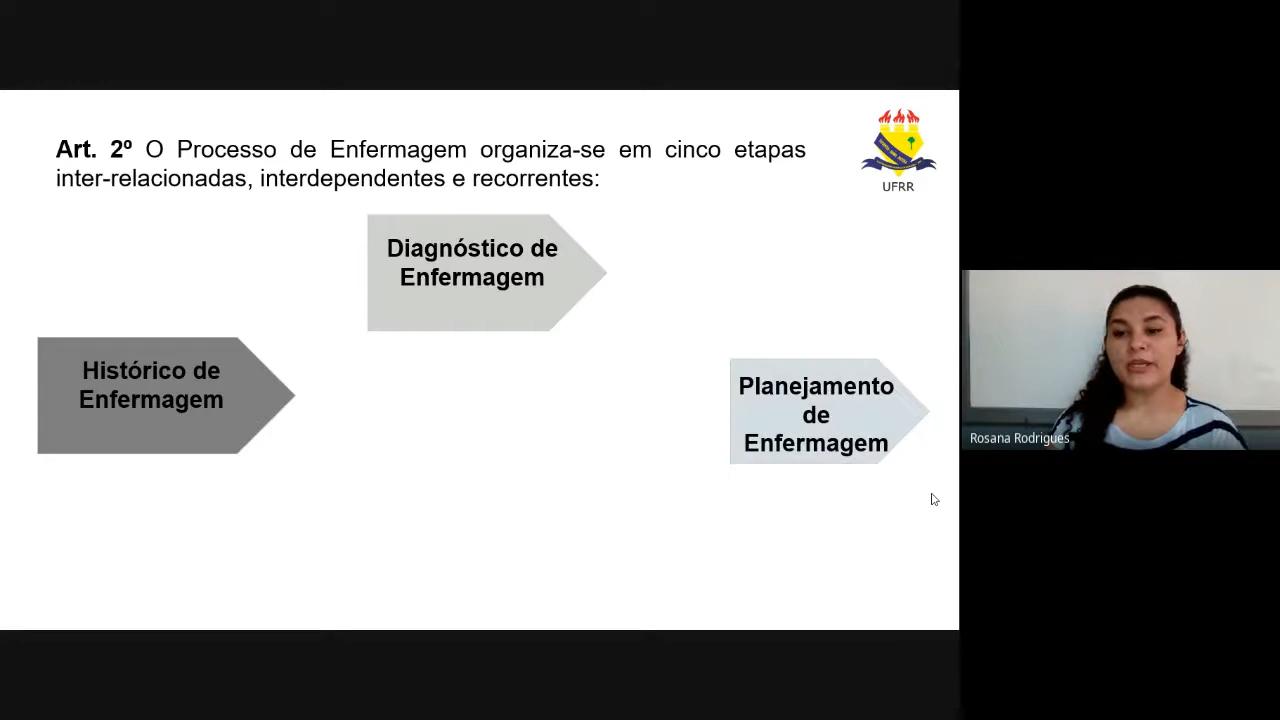 Art. 2º O Processo de Enfermagem organiza-se em cinco etapas
inter-relacionadas, interdependentes e recorrentes:
UFRR
Diagnóstico de
Enfermagem
Histórico de
Enfermagem
Planejamento
de
Enfermagem
Rosana Rodrigues